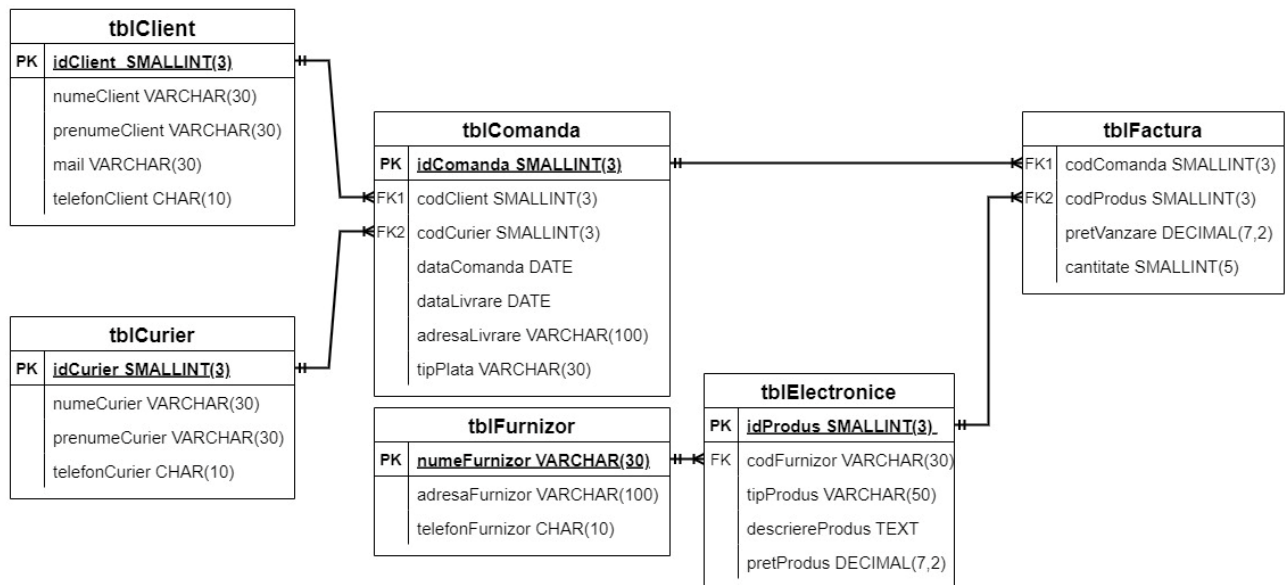 tblClient
PK idClient SMALLINT(3)
numeClient VARCHAR(30)
prenumeClient VARCHAR(30)
mail VARCHAR(30)
telefonClient CHAR(10)
tblCurier
PK idCurier SMALLINT(3)
numeCurier VARCHAR(30)
prenumeCurier VARCHAR(30)
telefonCurier CHAR(10)
tblComanda
PK idComanda SMALLINT(3)
FK1 codClient SMALLINT(3)
FK2 codCurier SMALLINT(3)
dataComanda DATE
dataLivrare DATE
adresaLivrare VARCHAR(100)
tipPlata VARCHAR(30)
tblFurnizor
PK numeFurnizor VARCHAR(30)
adresaFurnizor VARCHAR(100)
telefonFurnizor CHAR(10)
tblElectronice
PK idProdus SMALLINT(3)
FK codFurnizor VARCHAR(30)
tipProdus VARCHAR(50)
descriereProdus TEXT
pretProdus DECIMAL(7,2)
tblFactura
FK1 codComanda SMALLINT(3)
FK2 codProdus SMALLINT(3)
pretVanzare DECIMAL(7,2)
cantitate SMALLINT(5)